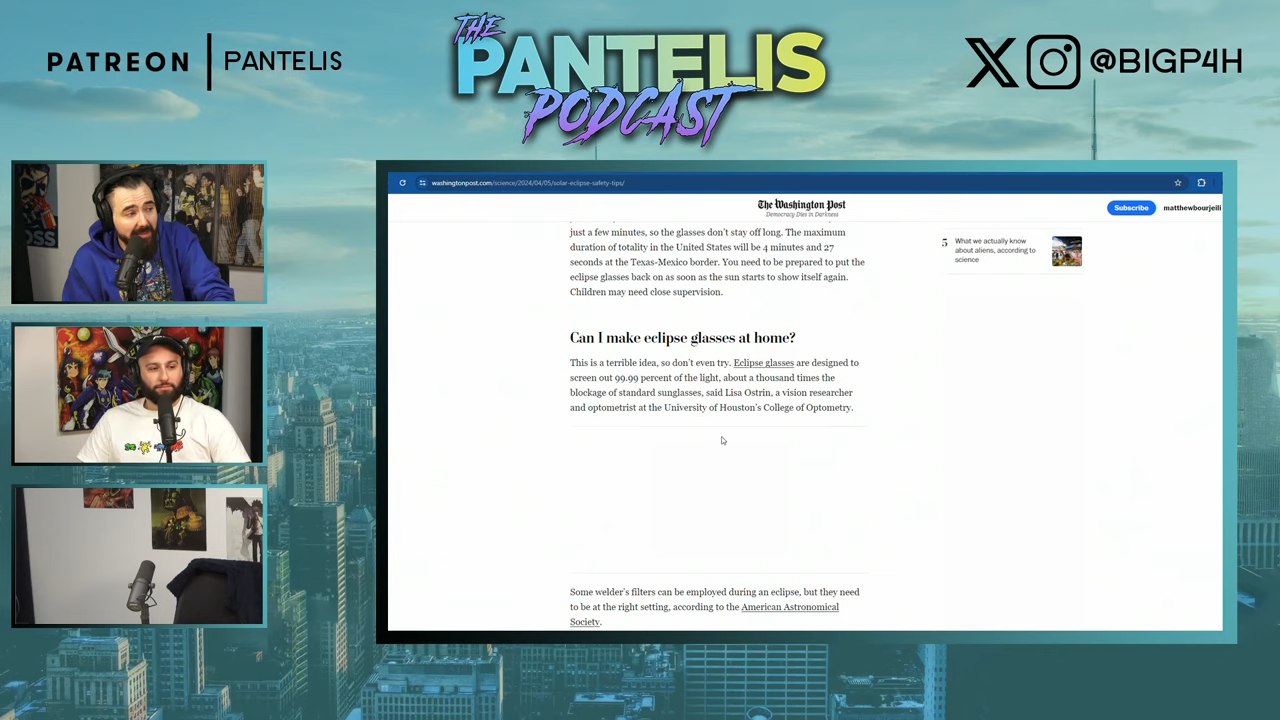 PATREON | PANTELIS
THE
PANTELIS
PODCAST
@BIGP4H
OSS
washingtonpost.com/science/2024/04/05/solar-eclipse-safety-tips/
The Washington Post
Democracy Dies in Darkness
Subscribe
matthewbourjeili
just a few minutes, so the glasses don't stay off long. The maximum
duration of totality in the United States will be 4 minutes and 27
seconds at the Texas-Mexico border. You need to be prepared to put the
eclipse glasses back on as soon as the sun starts to show itself again.
Children may need close supervision.
5
What we actually know
about aliens, according to
science
Can I make eclipse glasses at home?
This is a terrible idea, so don't even try. Eclipse glasses are designed to
screen out 99.99 percent of the light, about a thousand times the
blockage of standard sunglasses, said Lisa Ostrin, a vision researcher
and optometrist at the University of Houston's College of Optometry.
Some welder's filters can be employed during an eclipse, but they need
to be at the right setting, according to the American Astronomical
Society.